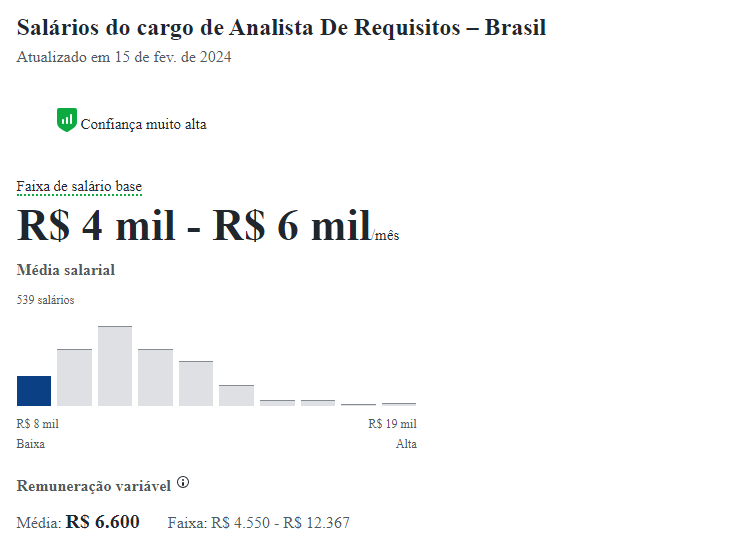 Salários do cargo de Analista De Requisitos – Brasil
Atualizado em 15 de fev. de 2024
Confiança muito alta
Faixa de salário base
R$ 4 mil - R$ 6 mil/mês
Média salarial
539 salários
R$ 8 mil R$ 19 mil
Baixa Alta
Remuneração variável
Média: R$ 6.600 Faixa: R$ 4.550 - R$ 12.367